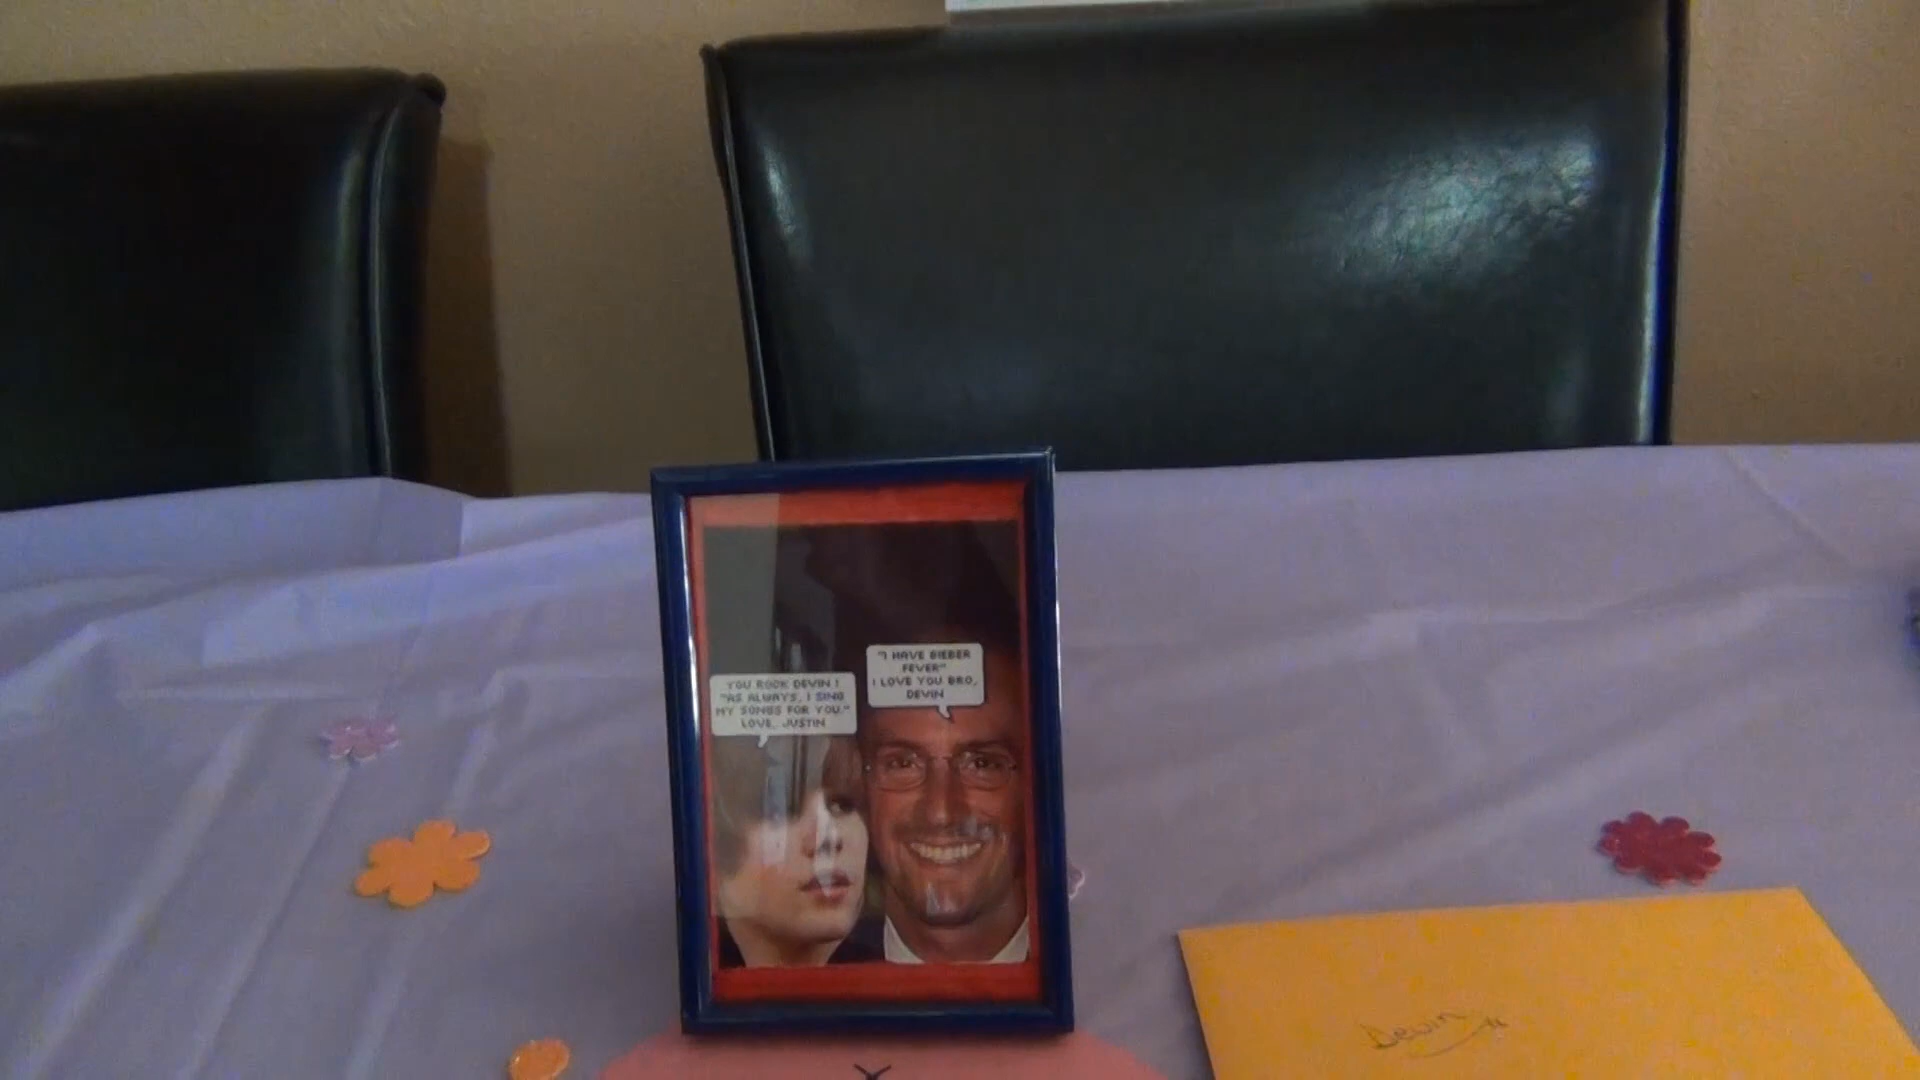 "I HAVE BIEBER
FEVER"
I LOVE YOU BRO,
DEVIN
YOU ROCK DEVIN !
"AS ALWAYS, I SING
MY SONGS FOR YOU."
LOVE, JUSTIN
Devin